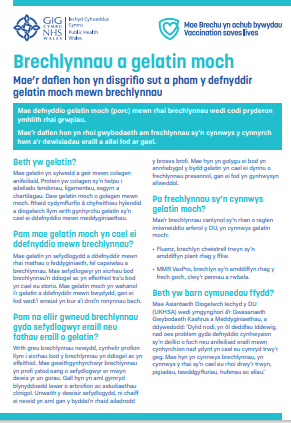 GIG
CYMRU
NHS
WALES
Iechyd Cyhoeddus
Cymru
Public Health
Wales
Mae Brechu yn achub bywydau
Vaccination saves lives
Brechlynnau a gelatin moch
Mae'r daflen hon yn disgrifio sut a pham y defnyddir
gelatin moch mewn brechlynnau
Mae defnyddio gelatin moch (porc) mewn rhai brechlynnau wedi codi pryderon
ymhlith rhai grwpiau.
Mae'r daflen hon yn rhoi gwybodaeth am frechlynnau sy'n cynnwys y cynnyrch
hwn a'r dewisiadau eraill a allai fod ar gael.
Beth yw gelatin?
Mae gelatin yn sylwedd a geir mewn colagen
anifeiliaid. Protein yw colagen sy'n helpu i
adeiladu tendonau, ligamentau, esgyrn a
chartilagau. Daw gelatin moch o golagen mewn
moch. Rhaid cydymffurfio â chyfreithiau hylendid
a diogelwch llym wrth gynhyrchu gelatin sy'n
cael ei ddefnyddio mewn meddyginiaethau.
Pam mae gelatin moch yn cael ei
ddefnyddio mewn brechlynnau?
Mae gelatin yn sefydlogydd a ddefnyddir mewn
rhai mathau o feddyginiaeth, fel capsiwlau a
brechlynnau. Mae sefydlogwyr yn sicrhau bod
brechlynnau'n ddiogel ac yn effeithiol tra'u bod
yn cael eu storio. Mae gelatin moch yn wahanol
i'r gelatin a ddefnyddir mewn bwydydd, gan ei
fod wedi'i wneud yn bur a'i dorri'n ronynnau bach.
Pam na ellir gwneud brechlynnau
gyda sefydlogwyr eraill neu
fathau eraill o gelatin?
Wrth greu brechlynnau newydd, cynhelir profion
llym i sicrhau bod y brechlynnau yn ddiogel ac yn
effeithiol. Mae gweithgynhyrchwyr brechlynnau
yn profi ystod eang o sefydlogwyr er mwyn
dewis yr un gorau. Gall hyn yn aml gymryd
blynyddoedd lawer o arbrofion ac astudiaethau
clinigol. Unwaith y dewisir sefydlogydd, ni chaiff
ei newid yn aml gan y byddai'n rhaid ailadrodd
y broses brofi. Mae hyn yn golygu ei bod yn
annhebygol y bydd gelatin yn cael ei dynnu o
frechlynnau presennol, gan ei fod yn gynhwysyn
allweddol.
Pa frechlynnau sy'n cynnwys
gelatin moch?
Mae'r brechlynnau canlynol sy'n rhan o raglen
imiwneiddio arferol y DU, yn cynnwys gelatin
moch:
• Fluenz, brechlyn chwistrell trwyn sy'n
amddiffyn plant rhag y ffliw.
• MMR VaxPro, brechlyn sy'n amddiffyn rhag y
frech goch, clwy'r pennau a rwbela.
Beth yw barn cymunedau ffydd?
Mae Asiantaeth Diogelwch Iechyd y DU
(UKHSA) wedi ymgynghori â'r Gwasanaeth
Gwybodaeth Kashrus a Meddyginiaethau, a
ddywedodd: 'Dylid nodi, yn ôl deddfau Iddewig,
nad oes problem gyda defnyddio cynhwysion
sy'n deillio o foch neu anifeiliaid eraill mewn
cynhyrchion nad ydynt yn cael eu cymryd trwy'r
geg. Mae hyn yn cynnwys brechlynnau, yn
cynnwys y rhai sy'n cael eu rhoi drwy'r trwyn,
pigiadau, tawddgyffuriau, hufenau ac eliau.'